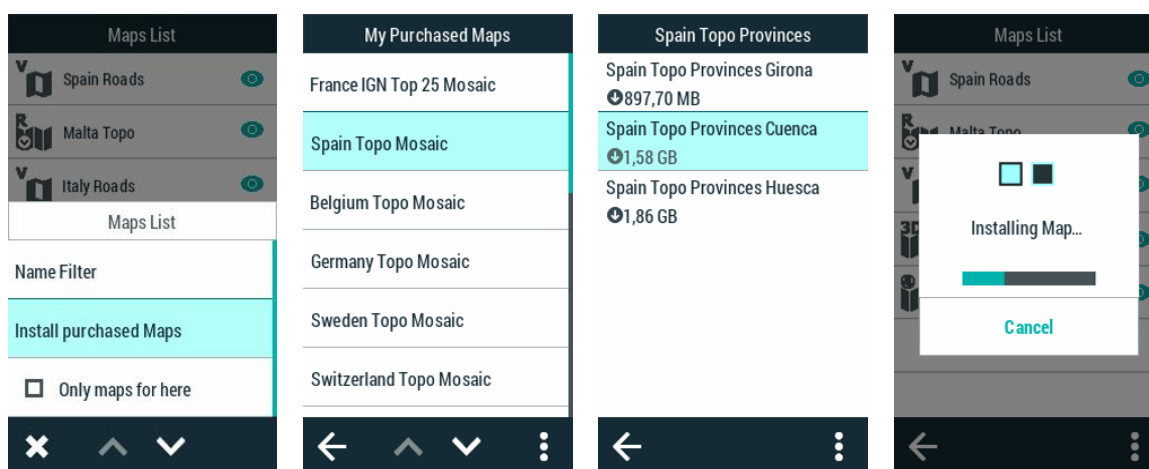 Maps List
V
Spain Roads
R
Malta Topo
V
Italy Roads
Maps List
Name Filter
Install purchased Maps
Only maps for here
My Purchased Maps
France IGN Top 25 Mosaic
Spain Topo Mosaic
Belgium Topo Mosaic
Germany Topo Mosaic
Sweden Topo Mosaic
Switzerland Topo Mosaic
Spain Topo Provinces
Spain Topo Provinces Girona
897,70 MB
Spain Topo Provinces Cuenca
1,58 GB
Spain Topo Provinces Huesca
1,86 GB
Maps List
V
Spain Roads
R
Malta Topo
V
3D
Installing Map...
Cancel